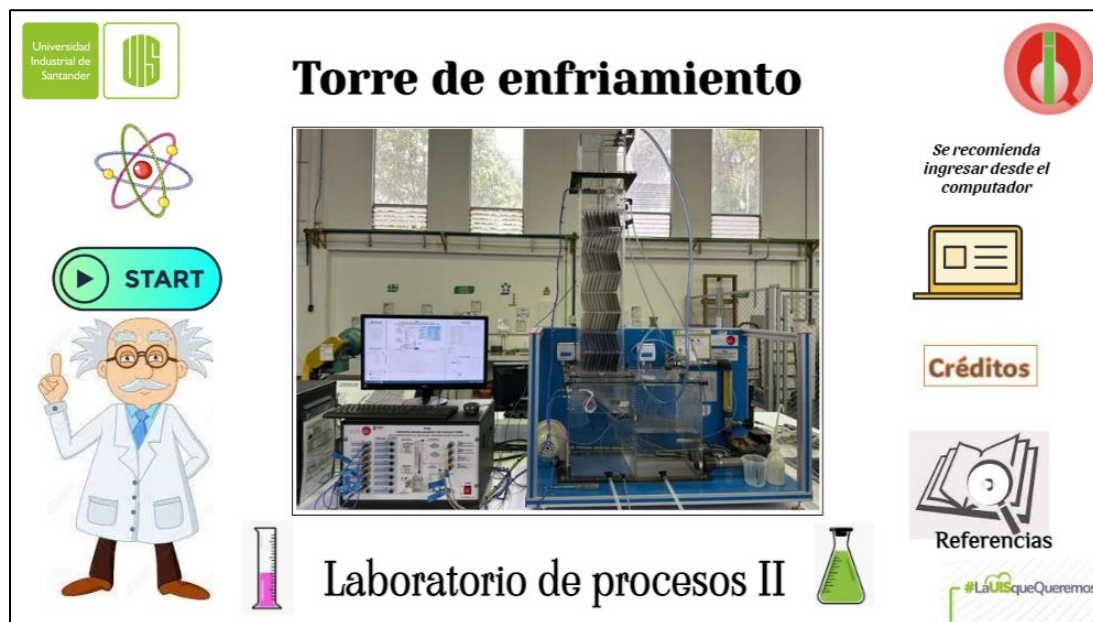 Universidad
Industrial de
Santander
UIS
Torre de enfriamiento
Se recomienda
ingresar desde el
computador
START
Créditos
Referencias
Laboratorio de procesos II
#LaUISqueQueremos